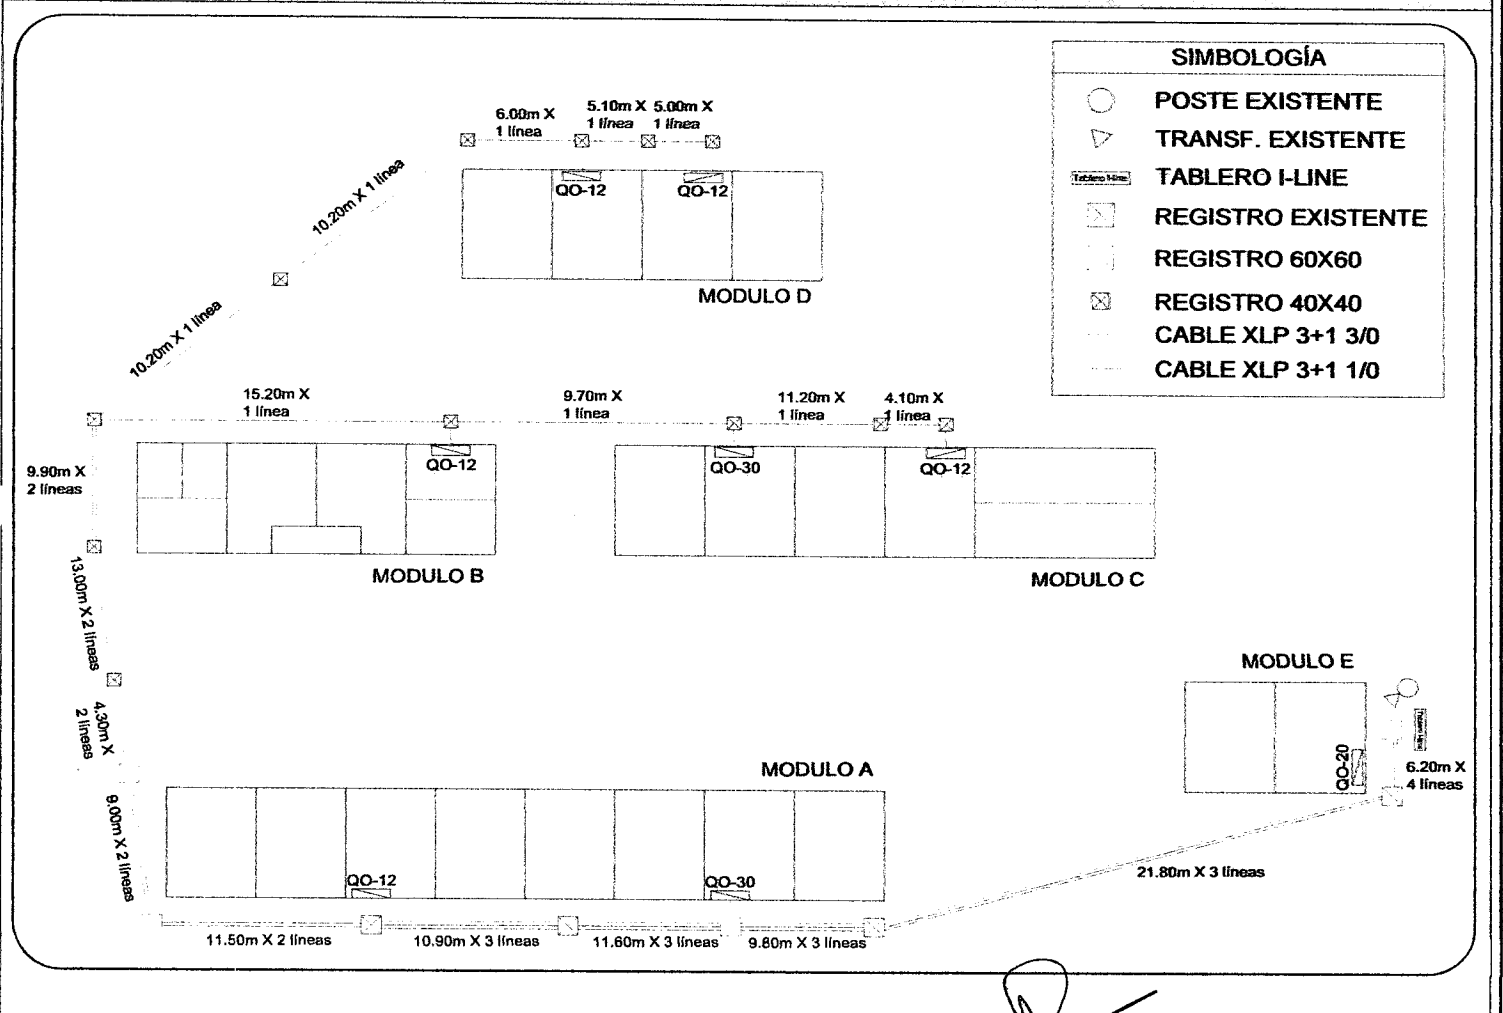 SIMBOLOGÍA
POSTE EXISTENTE
TRANSF. EXISTENTE
Tablero I-line
TABLERO I-LINE
REGISTRO EXISTENTE
REGISTRO 60X60
REGISTRO 40X40
CABLE XLP 3+1 3/0
CABLE XLP 3+1 1/0
6.00m X
1 línea
5.10m X
1 línea
5.00m X
1 línea
10.20m X 1 línea
QO-12
QO-12
MODULO D
10.20m X 1 línea
15.20m X
1 línea
9.70m X
1 línea
11.20m X
1 línea
4.10m X
1 línea
9.90m X
2 líneas
QO-12
QO-30
QO-12
MODULO B
MODULO C
13.00m X 2 líneas
MODULO E
4.30m X
2 líneas
Tablero I-line
QO-20
6.20m X
4 líneas
MODULO A
9.00m X 2 líneas
QO-12
QO-30
21.80m X 3 líneas
11.50m X 2 líneas
10.90m X 3 líneas
11.60m X 3 líneas
9.80m X 3 líneas